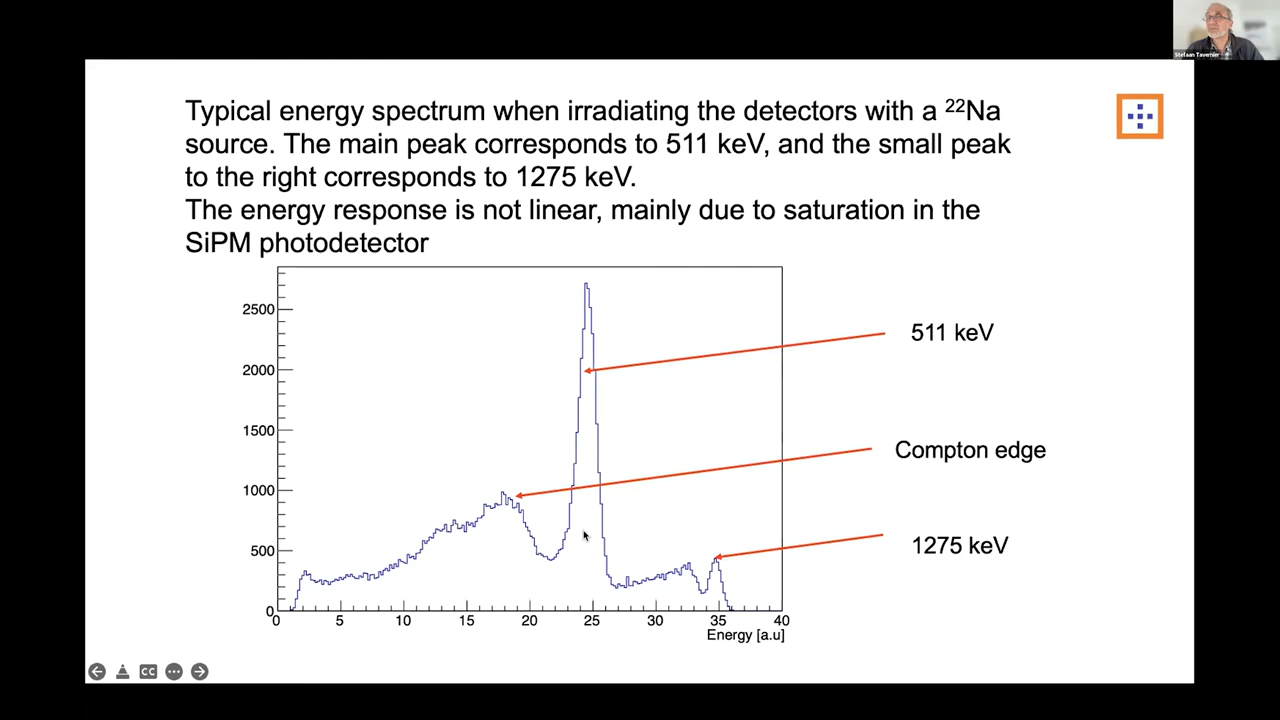 Stefaan Tavernier
Typical energy spectrum when irradiating the detectors with a ²²Na
source. The main peak corresponds to 511 keV, and the small peak
to the right corresponds to 1275 keV.
The energy response is not linear, mainly due to saturation in the
SiPM photodetector
2500
2000
1500
1000
500
0
0 5 10 15 20 25 30 35 40
Energy [a.u]
511 keV
Compton edge
1275 keV
CC